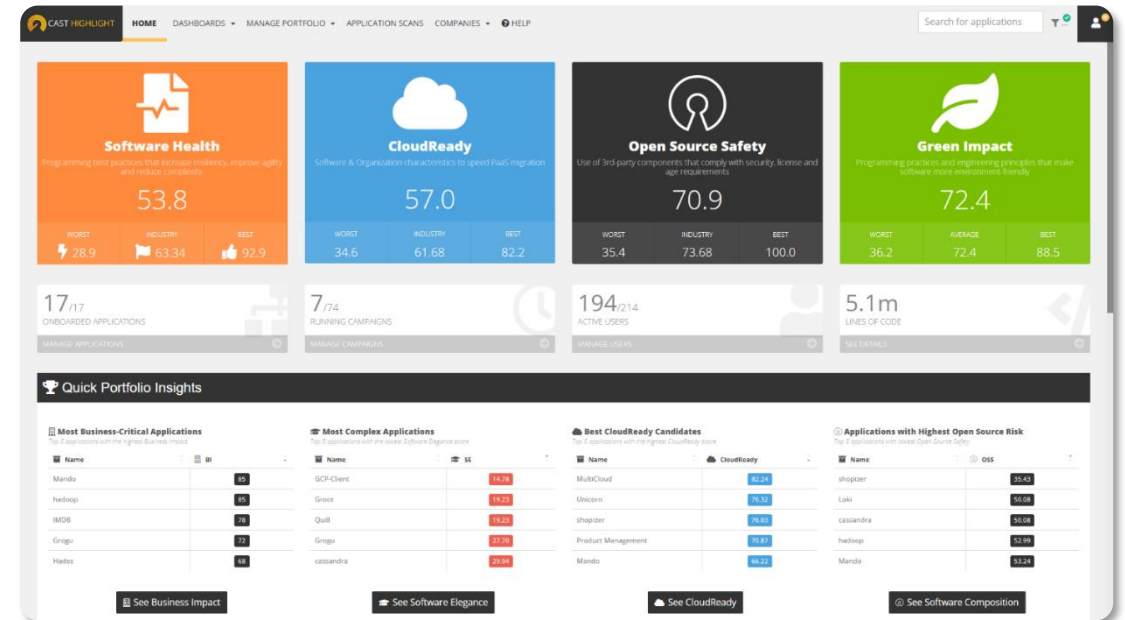 CAST HIGHLIGHT HOME DASHBOARDS MANAGE PORTFOLIO APPLICATION SCANS COMPANIES HELP Search for applications
Software Health
Programming best practices that increase resiliency, improve agility
and reduce complexity.
53.8
WORST INDUSTRY BEST
28.9 63.34 92.9
CloudReady
Software & Organization characteristics to speed PaaS migration
57.0
WORST INDUSTRY BEST
34.6 61.68 82.2
Open Source Safety
Use of 3rd-party components that comply with security, license and
age requirements
70.9
WORST INDUSTRY BEST
35.4 73.68 100.0
Green Impact
Programming practices and engineering principles that make
software more environment-friendly
72.4
WORST AVERAGE BEST
36.2 72.4 88.5
17/17
ONBOARDED APPLICATIONS
MANAGE APPLICATIONS
7/74
RUNNING CAMPAIGNS
MANAGE CAMPAIGNS
194/214
ACTIVE USERS
MANAGE USERS
5.1m
LINES OF CODE
SEE DETAILS
Quick Portfolio Insights
Most Business-Critical Applications
Top 5 applications with the highest Business Impact
Name BI
Mando 85
hadoop 85
IMDB 78
Grogu 72
Hados 68
See Business Impact
Most Complex Applications
Top 5 applications with the lowest Software Elegance score
Name SE
GCP-Client 14.78
Groot 19.23
Quill 19.23
Grogu 27.70
cassandra 29.94
See Software Elegance
Best CloudReady Candidates
Top 5 applications with the highest CloudReady score
Name CloudReady
MultiCloud 82.24
Unicorn 76.32
shopizer 76.03
Product Management 70.87
Mando 66.22
See CloudReady
Applications with Highest Open Source Risk
Top 5 applications with lowest Open Source Safety
Name OSS
shopizer 35.43
Loki 50.08
cassandra 50.08
hadoop 52.99
Mando 53.24
See Software Composition